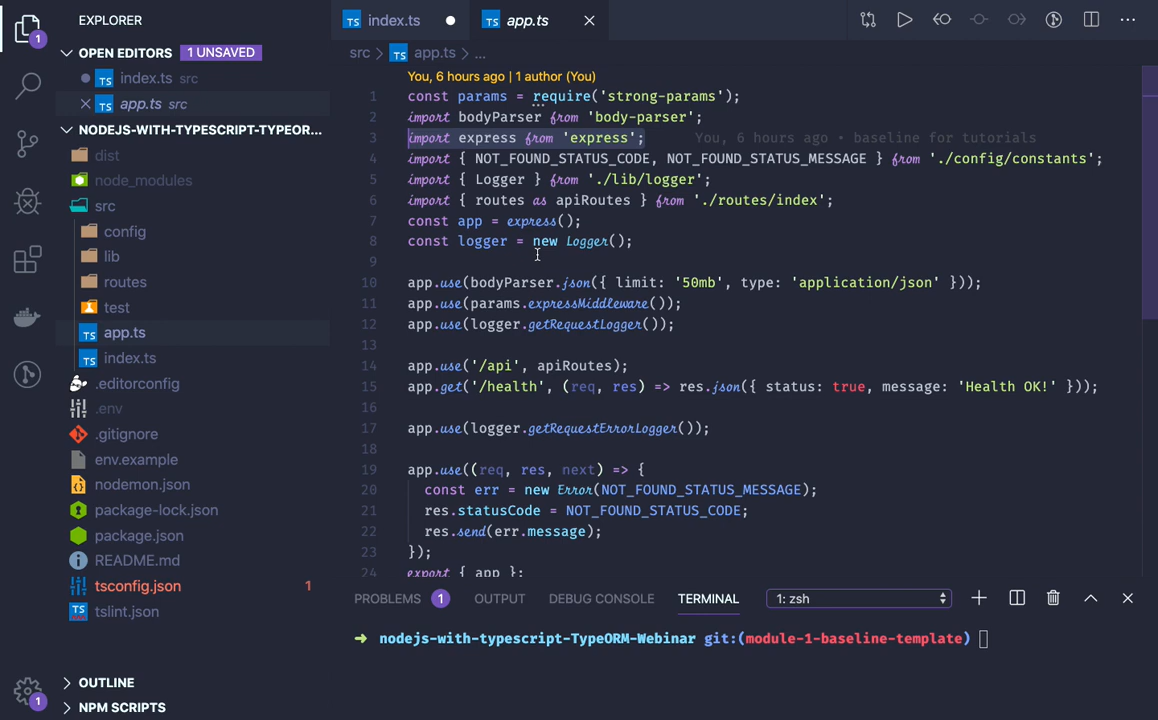 EXPLORER
OPEN EDITORS 1 UNSAVED
index.ts src
app.ts src
NODEJS-WITH-TYPESCRIPT-TYPEOR...
dist
node_modules
src
config
lib
routes
test
TS app.ts
TS index.ts
.editorconfig
.env
.gitignore
env.example
nodemon.json
package-lock.json
package.json
README.md
tsconfig.json 1
tslint.json
OUTLINE
NPM SCRIPTS
1
1
TS index.ts
TS app.ts
src > TS app.ts > ...
You, 6 hours ago | 1 author (You)
1 const params = require('strong-params');
2 import bodyParser from 'body-parser';
3 import express from 'express'; You, 6 hours ago • baseline for tutorials
4 import { NOT_FOUND_STATUS_CODE, NOT_FOUND_STATUS_MESSAGE } from './config/constants';
5 import { Logger } from './lib/logger';
6 import { routes as apiRoutes } from './routes/index';
7 const app = express();
8 const logger = new Logger();
9
10 app.use(bodyParser.json({ limit: '50mb', type: 'application/json' }));
11 app.use(params.expressMiddleware());
12 app.use(logger.getRequestLogger());
13
14 app.use('/api', apiRoutes);
15 app.get('/health', (req, res) => res.json({ status: true, message: 'Health OK!' }));
16
17 app.use(logger.getRequestErrorLogger());
18
19 app.use((req, res, next) => {
20 const err = new Error(NOT_FOUND_STATUS_MESSAGE);
21 res.statusCode = NOT_FOUND_STATUS_CODE;
22 res.send(err.message);
23 });
24 export { app };
PROBLEMS 1 OUTPUT DEBUG CONSOLE TERMINAL 1: zsh
➜ nodejs-with-typescript-TypeORM-Webinar git:(module-1-baseline-template)